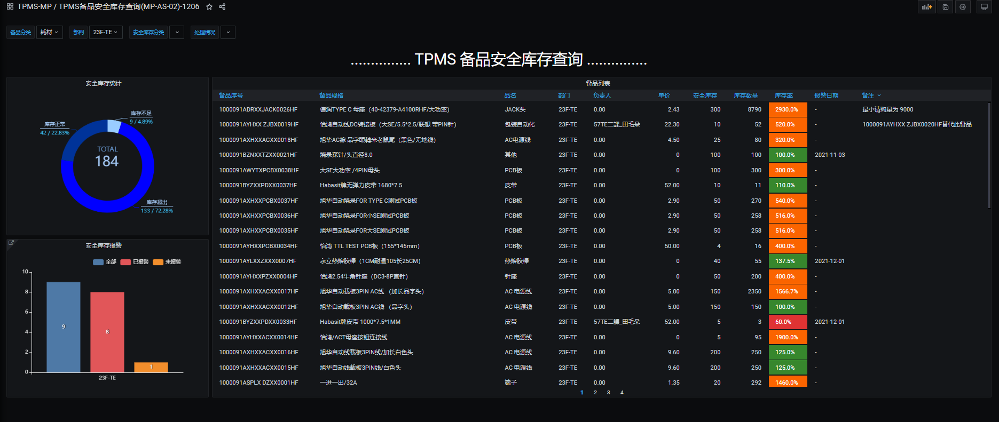 TPMS-MP / TPMS备品安全库存查询(MP-AS-02)-1206
备品分类 耗材 部門 23F-TE 安全库存分类 处理情况
............... TPMS 备品安全库存查询 ...............
安全库存统计
库存不足
9 / 4.89%
库存正常
42 / 22.83%
TOTAL
184
库存超出
133 / 72.28%
安全库存报警
全部 已报警 未报警
10
8
6
4
2
0
9
8
1
23F-TE
备品列表
备品序号 备品规格 品名 部门 负责人 单价 安全库存 库存数量 库存率 报警日期 备注
1000091ADRXXJACK0026HF 德润TYPE C 母座（40-42379-A4100RHF/大功率） JACK头 23F-TE 0.00 2.43 300 8790 2930.0% - 最小请购量为 9000
1000091AYHXX ZJBX0019HF 怡鸿自动线DC转接板（大SE/5.5*2.5/联想 带PIN针） 包装自动化 23F-TE 57TE二課_田毛朵 22.30 10 52 520.0% - 1000091AYHXX ZJBX0020HF替代此备品
1000091AXHXXACXX0018HF 旭华AC線 品字頭轉米老鼠尾（黑色/无地线） AC电源线 23F-TE 0.00 4.50 25 80 320.0% -
1000091BZNXXTZXX0021HF 烧录探针/头直径8.0 其他 23F-TE 0.00 0 100 100 100.0% 2021-11-03
1000091AWYTXPCBX0038HF 大SE大功率 /4PIN母头 PCB板 23F-TE 0.00 0 100 300 300.0% -
1000091BYZXXPDXX0037HF Habasit牌无弹力皮带 1680*7.5 皮带 23F-TE 0.00 52.00 10 11 110.0% -
1000091AXHXXPCBX0037HF 旭华自动烧录FOR TYPE C测试PCB板 PCB板 23F-TE 0.00 2.90 50 270 540.0% -
1000091AXHXXPCBX0036HF 旭华自动烧录FOR小SE测试PCB板 PCB板 23F-TE 0.00 2.90 50 258 516.0% -
1000091AXHXXPCBX0035HF 旭华自动烧录FOR大SE测试PCB板 PCB板 23F-TE 0.00 2.90 50 258 516.0% -
1000091AYHXXPCBX0034HF 怡鸿 TTL TEST PCB板（155*145mm） PCB板 23F-TE 0.00 50.00 4 16 400.0% -
1000091AYLXXZXXX0007HF 永立热熔胶棒（1CM耐温105长25CM） 热熔胶棒 23F-TE 0.00 0 40 55 137.5% 2021-12-01
1000091AYHXXPZXX0004HF 怡鸿2.54牛角针座（DC3-8P直针） 针座 23F-TE 0.00 0 50 200 400.0% -
1000091AXHXXACXX0017HF 旭华自动载板3PIN AC线 （加长品字头） AC 电源线 23F-TE 0.00 5.00 150 2350 1566.7% -
1000091AXHXXACXX0012HF 旭华自动載板3PIN AC线 （品字头） AC 电源线 23F-TE 0.00 5.00 150 150 100.0% -
1000091BYZXXPDXX0033HF Habasit牌皮带 1000*7.5*1MM 皮带 23F-TE 57TE二課_田毛朵 52.00 5 3 60.0% 2021-12-01
1000091AYHXXACXX0014HF 怡鸿/ACT母座按钮连接线 AC 电源线 23F-TE 0.00 0 5 95 1900.0% -
1000091AXHXXACXX0016HF 旭华自动线载板3PIN线/加长白色头 AC 电源线 23F-TE 0.00 9.60 200 250 125.0% -
1000091AXHXXACXX0015HF 旭华自动线载板3PIN线/白色头 AC 电源线 23F-TE 0.00 9.60 200 250 125.0% -
1000091ASPLX DZXX0001HF 一进一出/32A 端子 23F-TE 0.00 1.35 20 292 1460.0% -
1 2 3 4